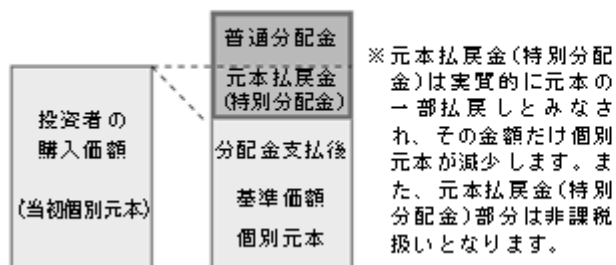 普通分配金
元本払戻金
(特別分配金)
投資者の
購入価額
(当初個別元本)
分配金支払後
基準価額
個別元本
※元本払戻金(特別分配
金)は実質的に元本の
一部払戻しとみなさ
れ、その金額だけ個別
元本が減少します。ま
た、元本払戻金(特別
分配金)部分は非課税
扱いとなります。